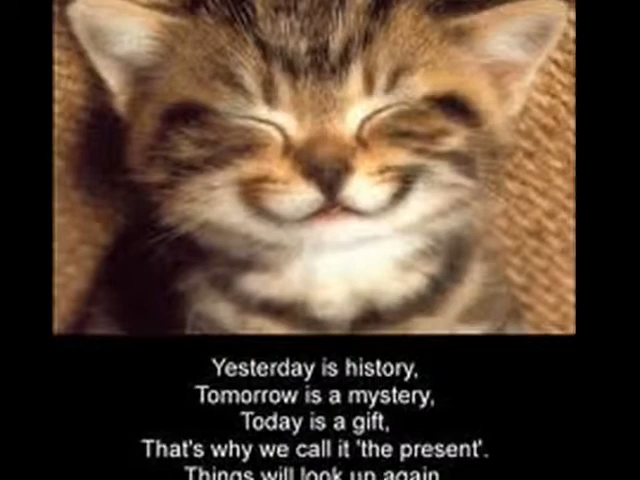 Yesterday is history,
Tomorrow is a mystery,
Today is a gift,
That's why we call it 'the present'.
Things will look up again